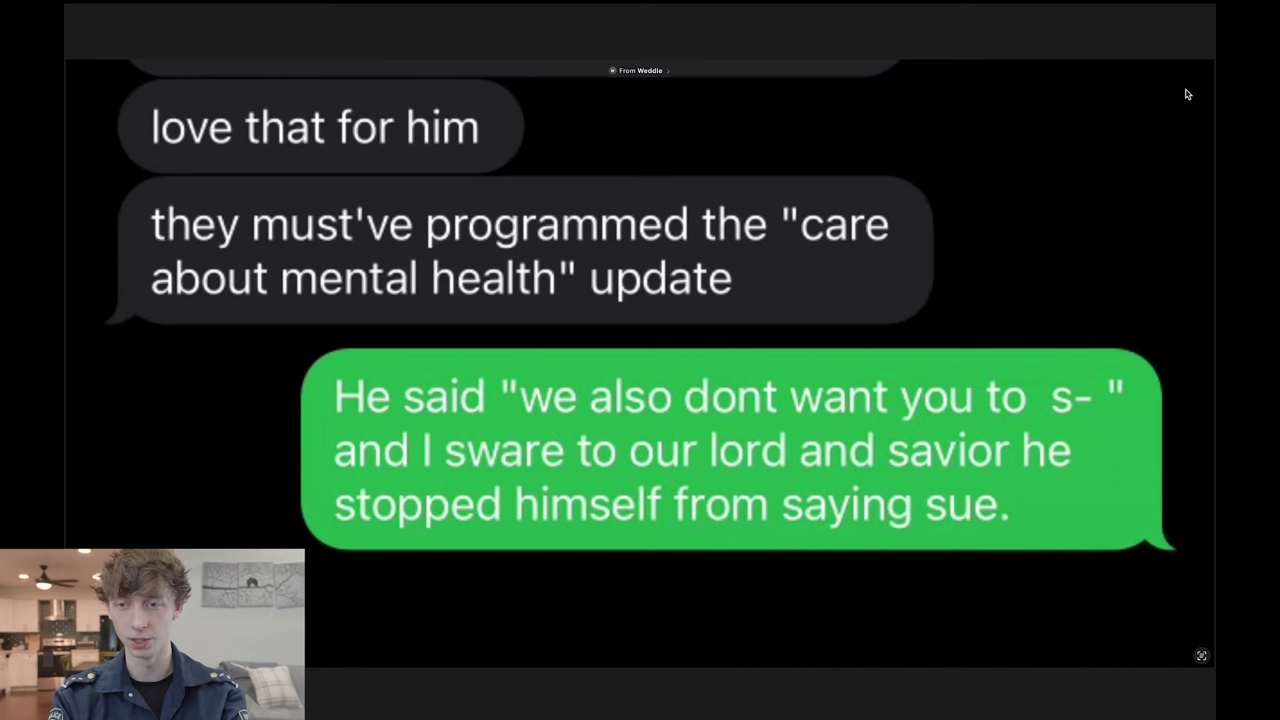 From Weddle
love that for him
they must've programmed the "care
about mental health" update
He said "we also dont want you to  s- "
and I sware to our lord and savior he
stopped himself from saying sue.